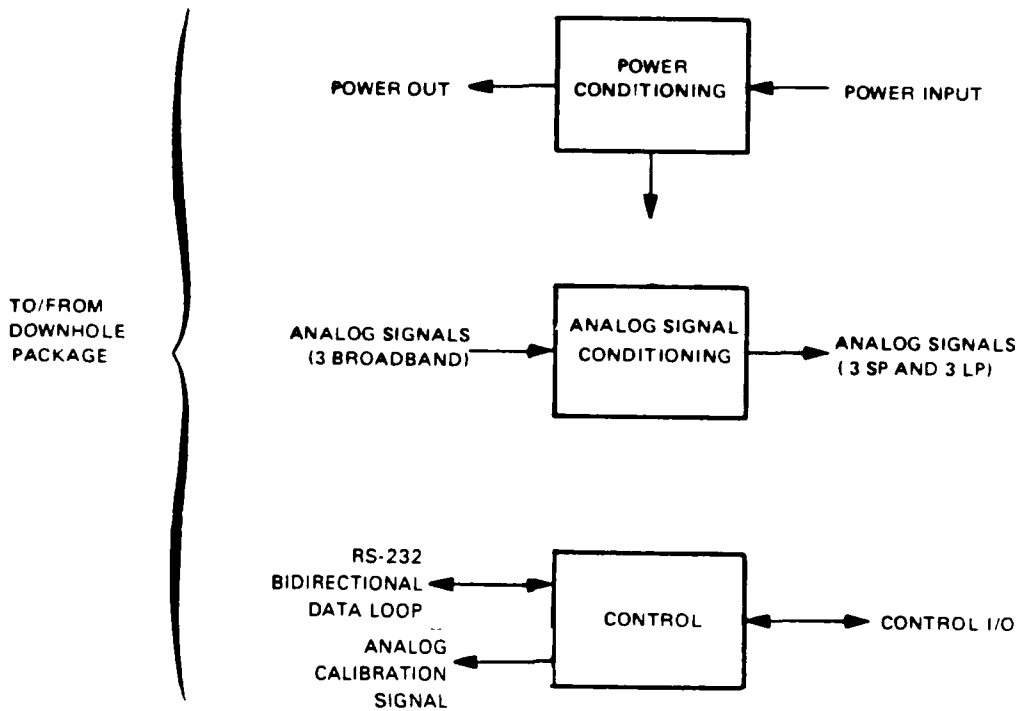 POWER
CONDITIONING
POWER OUT
POWER INPUT
TO/FROM
DOWNHOLE
PACKAGE
ANALOG SIGNALS
(3 BROADBAND)
ANALOG SIGNAL
CONDITIONING
ANALOG SIGNALS
(3 SP AND 3 LP)
RS-232
BIDIRECTIONAL
DATA LOOP
ANALOG
CALIBRATION
SIGNAL
CONTROL
CONTROL I/O